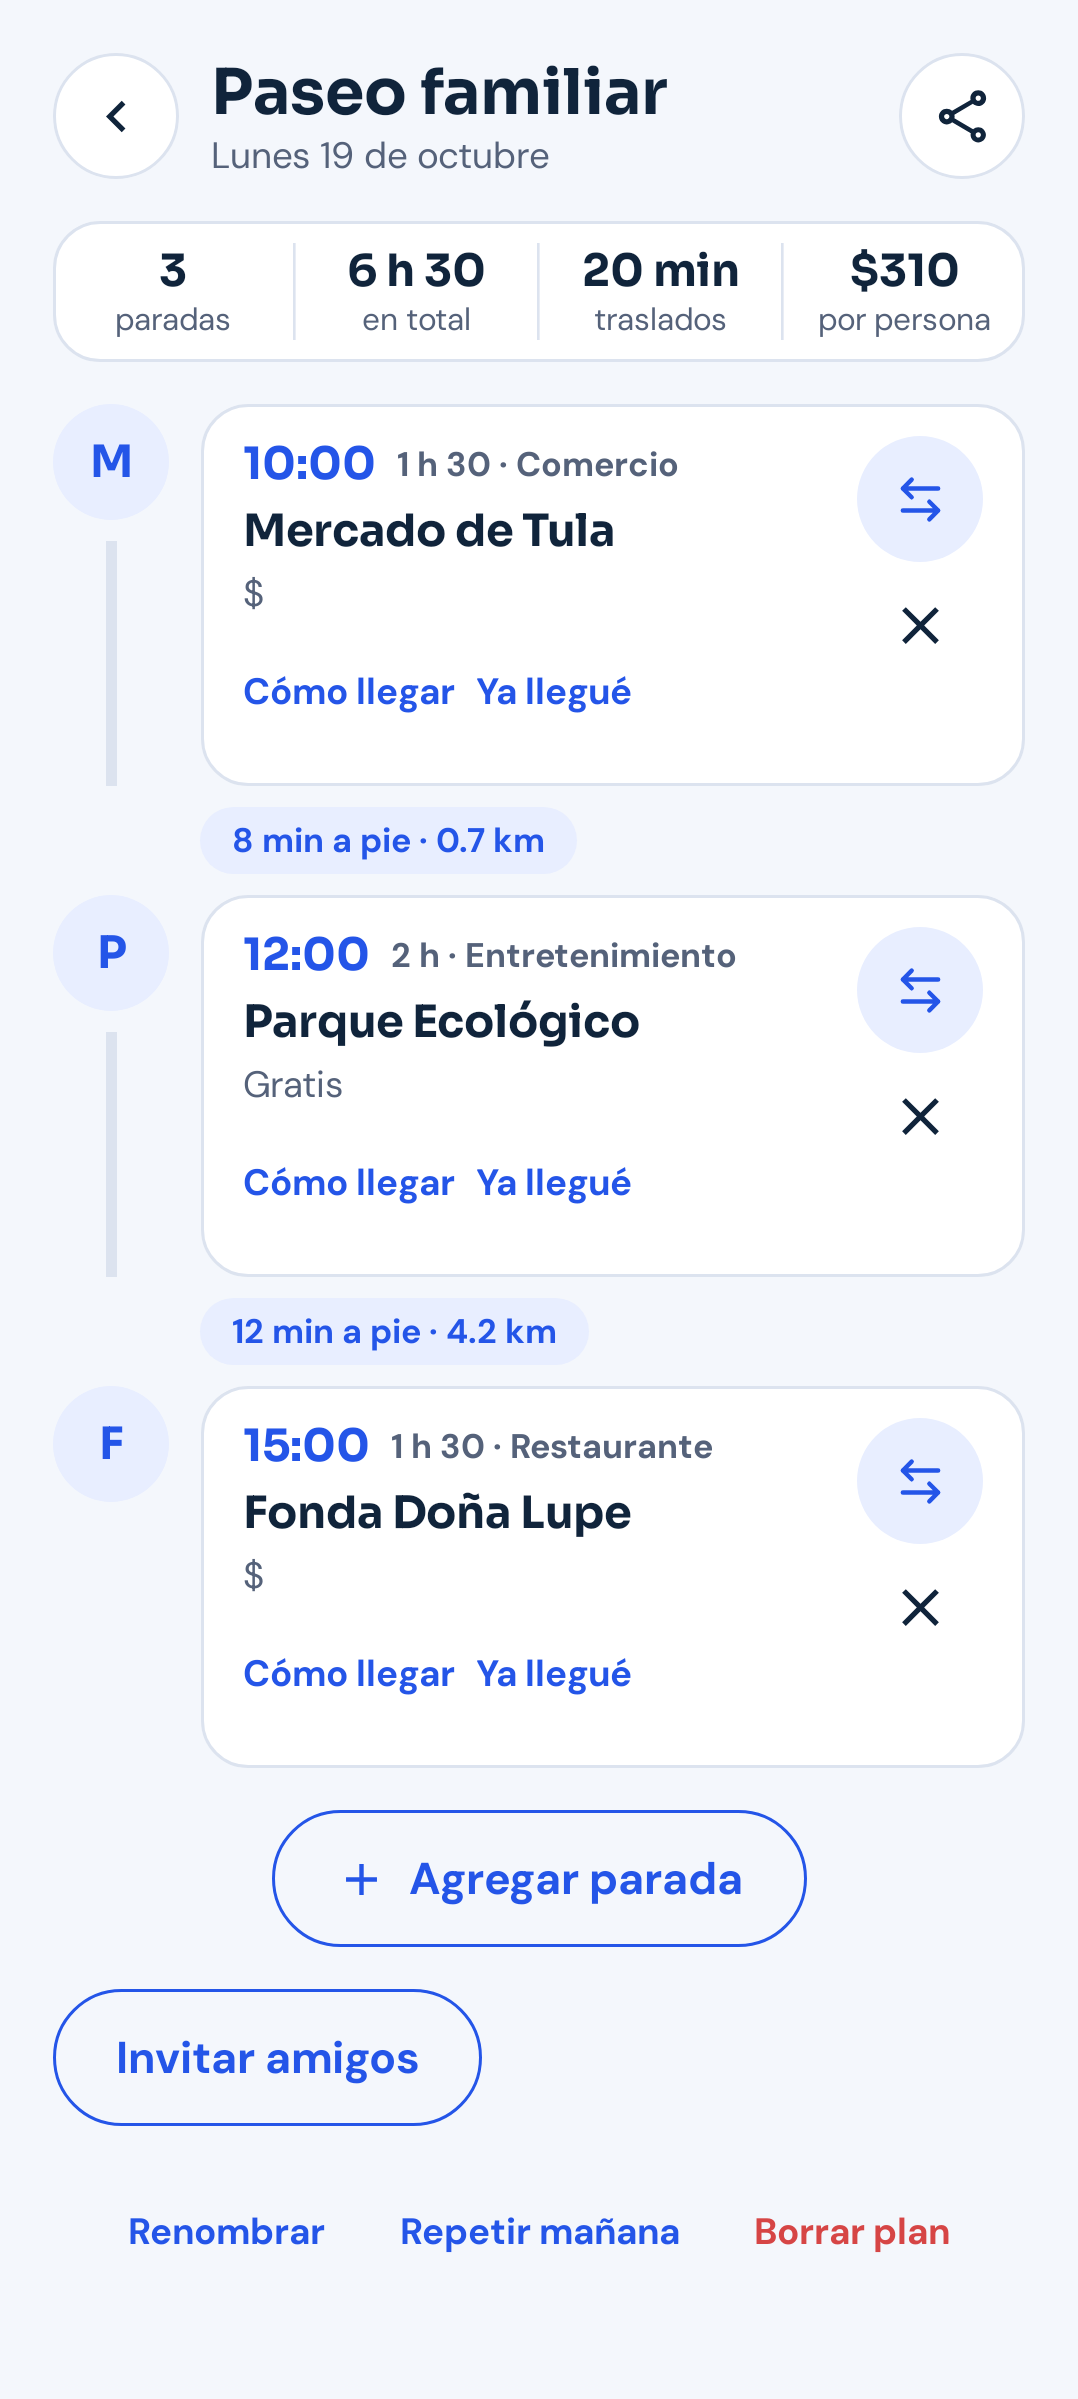 Paseo familiar
Lunes 19 de octubre
3
paradas
6 h 30
en total
20 min
traslados
$310
por persona
M
10:00 1 h 30 · Comercio
Mercado de Tula
$
Cómo llegar Ya llegué
8 min a pie · 0.7 km
P
12:00 2 h · Entretenimiento
Parque Ecológico
Gratis
Cómo llegar Ya llegué
12 min a pie · 4.2 km
F
15:00 1 h 30 · Restaurante
Fonda Doña Lupe
$
Cómo llegar Ya llegué
+ Agregar parada
Invitar amigos
Renombrar Repetir mañana Borrar plan